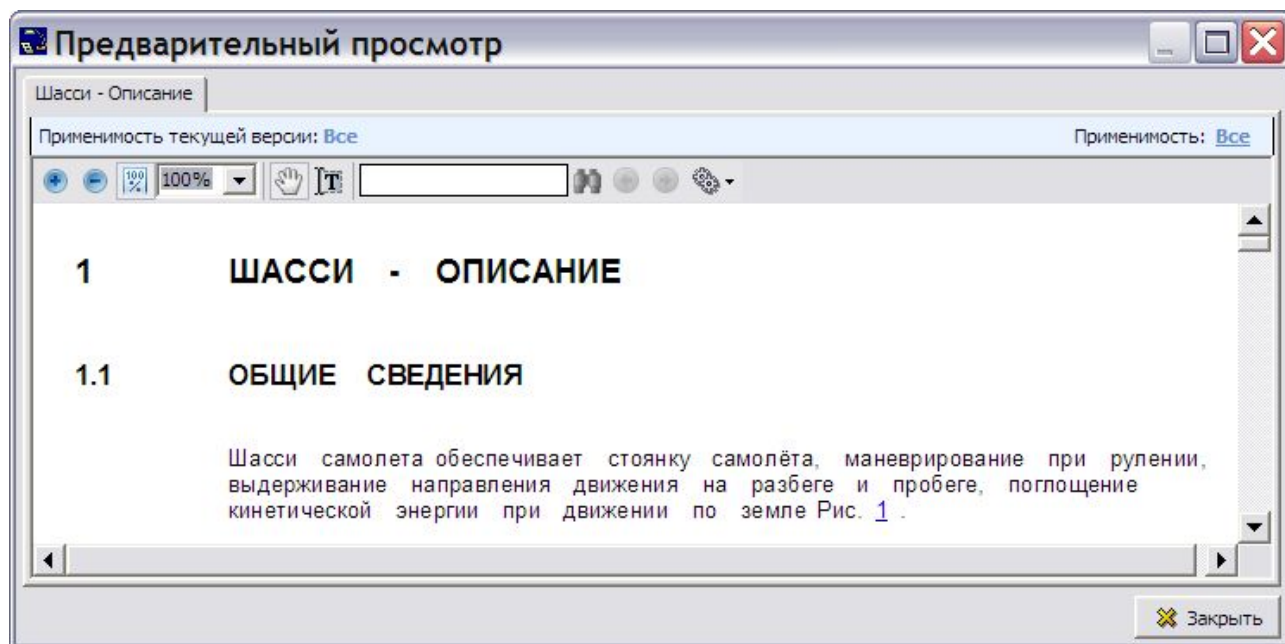 Предварительный просмотр
Шасси - Описание
Применимость текущей версии: Все Применимость: Все
100% 100%
1 ШАССИ - ОПИСАНИЕ
1.1 ОБЩИЕ СВЕДЕНИЯ
Шасси самолета обеспечивает стоянку самолёта, маневрирование при рулении,
выдерживание направления движения на разбеге и пробеге, поглощение
кинетической энергии при движении по земле Рис. 1 .
Закрыть